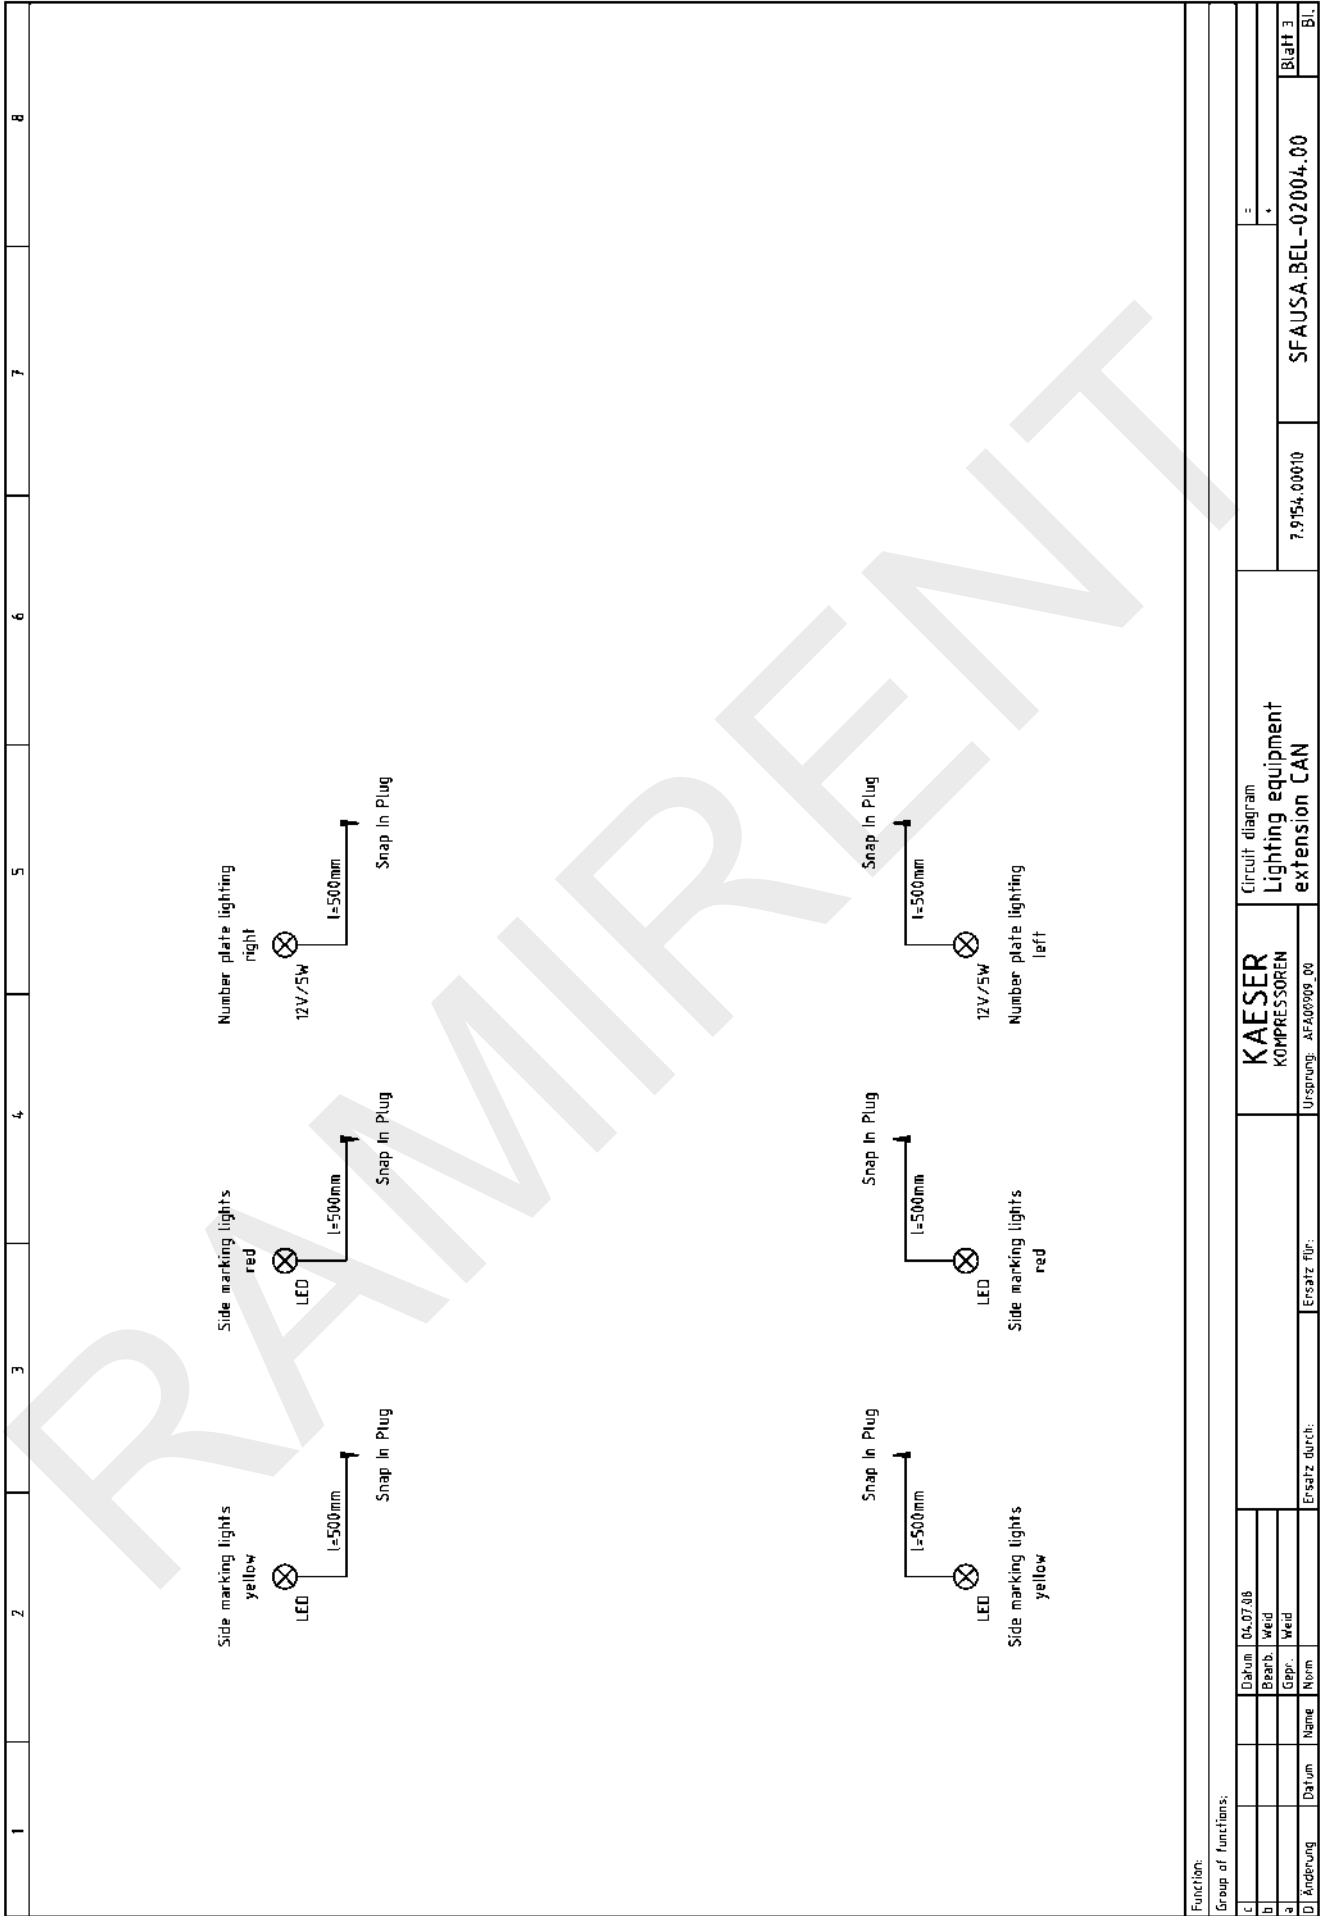 1 2 3 4 5 6 7 8
Side marking lights
yellow
LED
l=500mm
Snap In Plug
Side marking lights
red
LED
l=500mm
Snap In Plug
Number plate lighting
right
12V/5W
l=500mm
Snap In Plug
Snap In Plug
l=500mm
LED
Side marking lights
yellow
Snap In Plug
l=500mm
LED
Side marking lights
red
Snap In Plug
l=500mm
12V/5W
Number plate lighting
left
RAMIRENT
Function:
Group of functions:
c
b
a
D Änderung Datum Name
Datum 04.07.08
Bearb. Weid
Gepr. Weid
Norm
Ersatz durch:
Ersatz für:
KAESER
KOMPRESSOREN
Ursprung: AFA00909_00
Circuit diagram
Lighting equipment
extension CAN
7.9154.00010
=
+
SFAUSA.BEL-02004.00
Blatt 3
Bl.